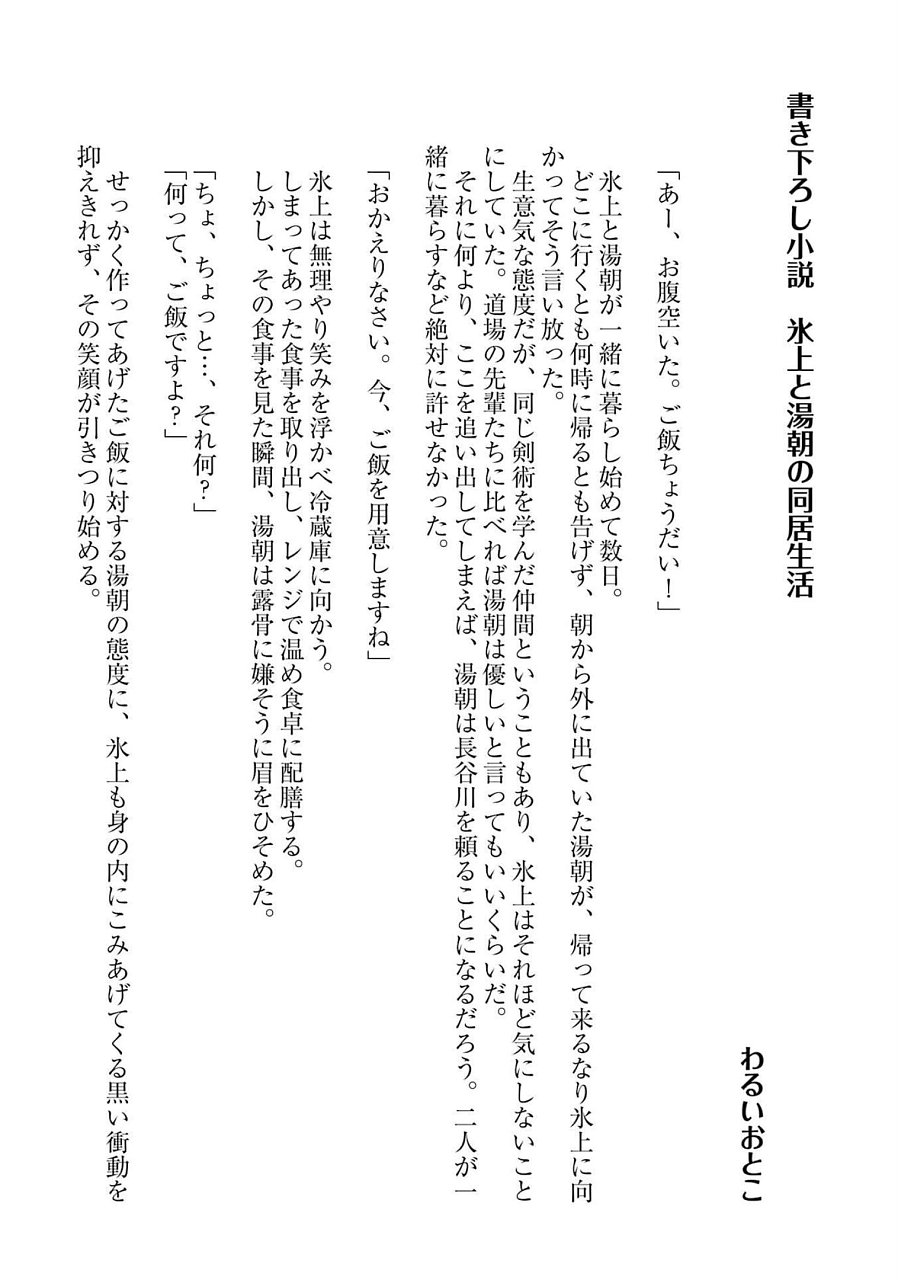 書き下ろし小説　氷上と湯朝の同居生活
わるいおとこ
「あー、お腹空いた。ご飯ちょうだい！」
氷上と湯朝が一緒に暮らし始めて数日。
どこに行くとも何時に帰るとも告げず、朝から外に出ていた湯朝が、帰って来るなり氷上に向
かってそう言い放った。
生意気な態度だが、同じ剣術を学んだ仲間ということもあり、氷上はそれほど気にしないこと
にしていた。道場の先輩たちに比べれば湯朝は優しいと言ってもいいくらいだ。
それに何より、ここを追い出してしまえば、湯朝は長谷川を頼ることになるだろう。二人が一
緒に暮らすなど絶対に許せなかった。
「おかえりなさい。今、ご飯を用意しますね」
氷上は無理やり笑みを浮かべ冷蔵庫に向かう。
しまってあった食事を取り出し、レンジで温め食卓に配膳する。
しかし、その食事を見た瞬間、湯朝は露骨に嫌そうに眉をひそめた。
「ちょ、ちょっと…、それ何？」
「何って、ご飯ですよ？」
せっかく作ってあげたご飯に対する湯朝の態度に、氷上も身の内にこみあげてくる黒い衝動を
抑えきれず、その笑顔が引きつり始める。